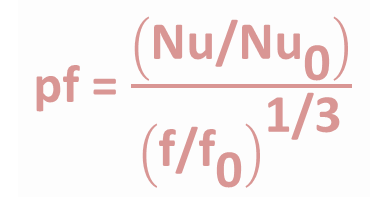 pf = (Nu/Nu₀) / (f/f₀)^1/3